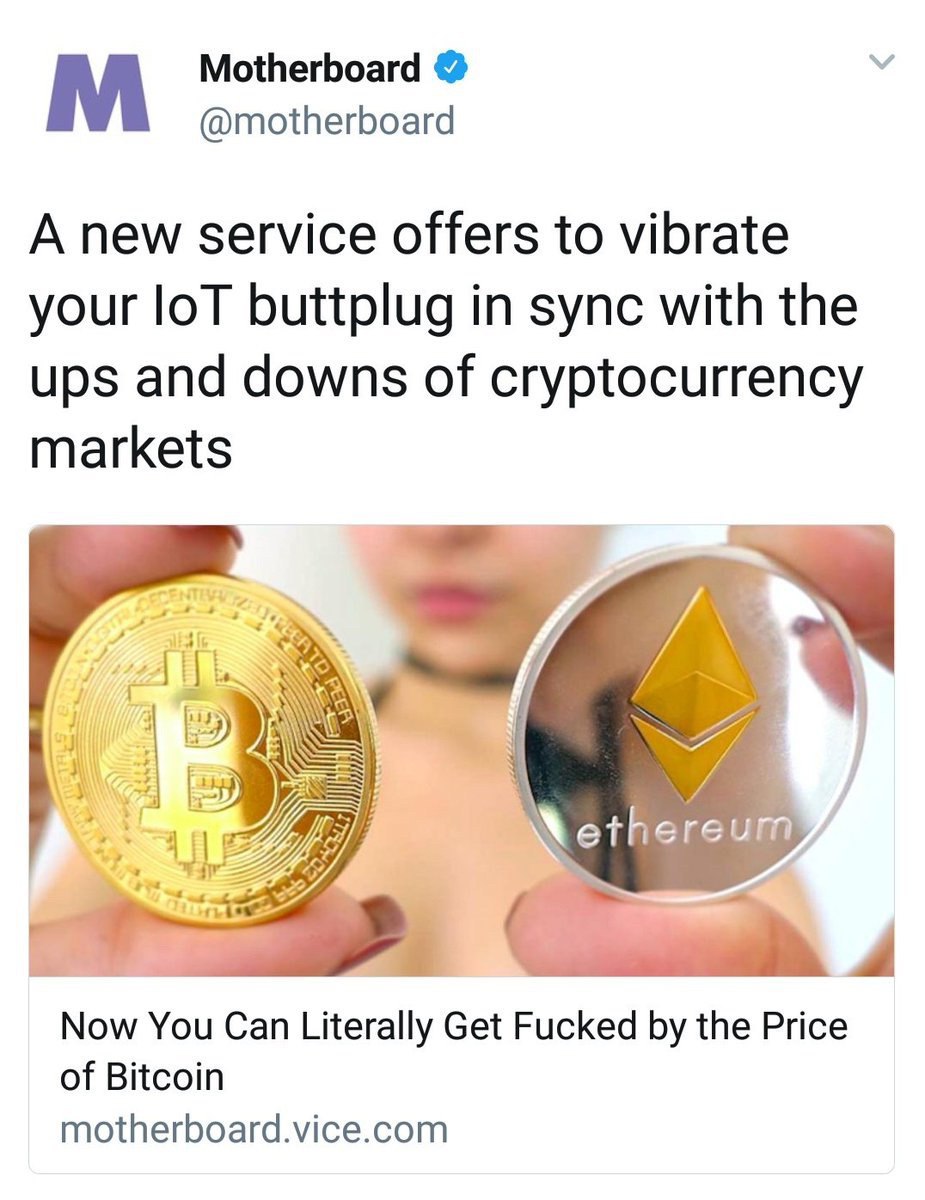 M
Motherboard
@motherboard
A new service offers to vibrate
your IoT buttplug in sync with the
ups and downs of cryptocurrency
markets
DECENTRALIZED
PEER TO PEER
B
ethereum
Now You Can Literally Get Fucked by the Price
of Bitcoin
motherboard.vice.com